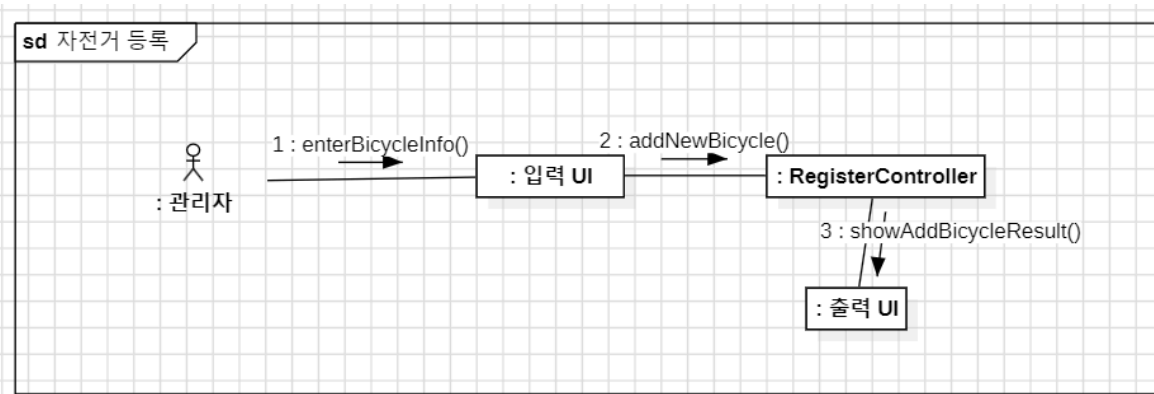 sd 자전거 등록
1 : enterBicycleInfo()
2 : addNewBicycle()
: 관리자
: 입력 UI
: RegisterController
3 : showAddBicycleResult()
: 출력 UI